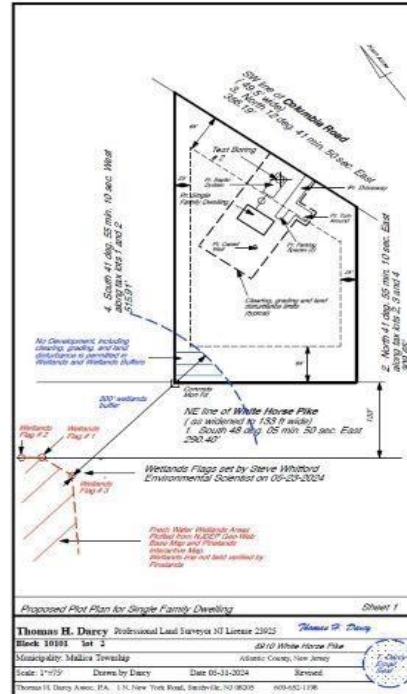 SW line of Columbia Road
( 49.5' wide)
3. North 12 deg. 41 min. 50 sec. East
356.19'
4. South 41 deg. 55 min. 10 sec. West
along tax lots 1 and 2
515.91'
Test Boring
# 2
Pr. Septic
System
Pr. Single
Family Dwelling
Pr. Driveway
Pr. Turn
Around
Pr. Parking
Pr. Cased
Well
Clearing, grading and land
disturbance limits
(typical)
2. North 41 deg. 55 min. 10 sec. East
along tax lots 2, 3 and 4
No Development, including
clearing, grading, and land
disturbance is permitted in
Wetlands and Wetlands Buffers
300' wetlands
buffer
Concrete
Mon Fd
NE line of White Horse Pike
( as widened to 133 ft wide)
1. South 48 deg. 05 min. 50 sec. East
290.40'
133'
Wetlands
Flag # 2
Wetlands
Flag # 1
Wetlands
Flag # 3
Wetlands Flags set by Steve Whitford
Environmental Scientist on 05-23-2024
Fresh Water Wetlands Areas
Plotted from NJDEP Geo-Web
Base Map and Pinelands
Interactive Map.
Wetlands line not field verified by
Pinelands
Proposed Plot Plan for Single Family Dwelling
Sheet 1
Thomas H. Darcy Professional Land Surveyor NJ License 23925
Thomas H. Darcy
Block 10101 lot 2
4910 White Horse Pike
Municipality: Mullica Township
Atlantic County, New Jersey
Scale: 1"=75'
Drawn by Darcy
Date 05-31-2024
Revised
Thomas H. Darcy Assoc. P.A. 1 N. New York Road, Smithville, NJ 08205 609-652-1196